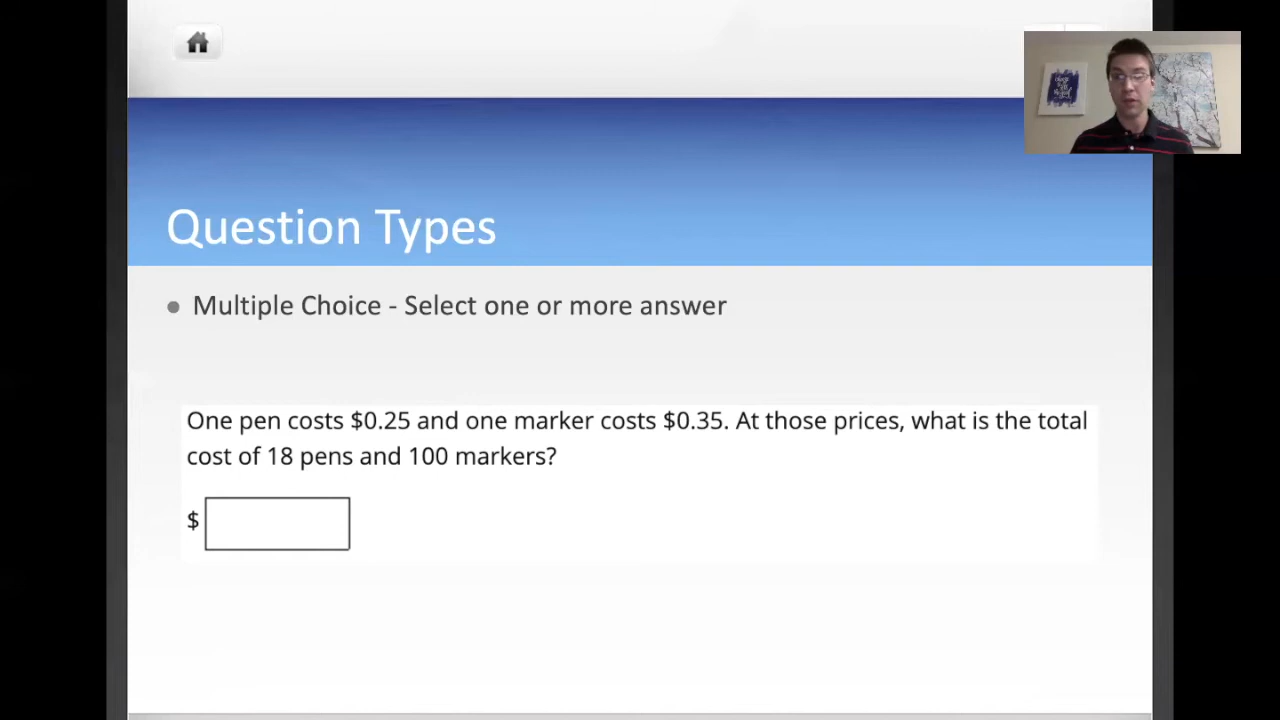 Question Types
Multiple Choice - Select one or more answer
One pen costs $0.25 and one marker costs $0.35. At those prices, what is the total
cost of 18 pens and 100 markers?
$